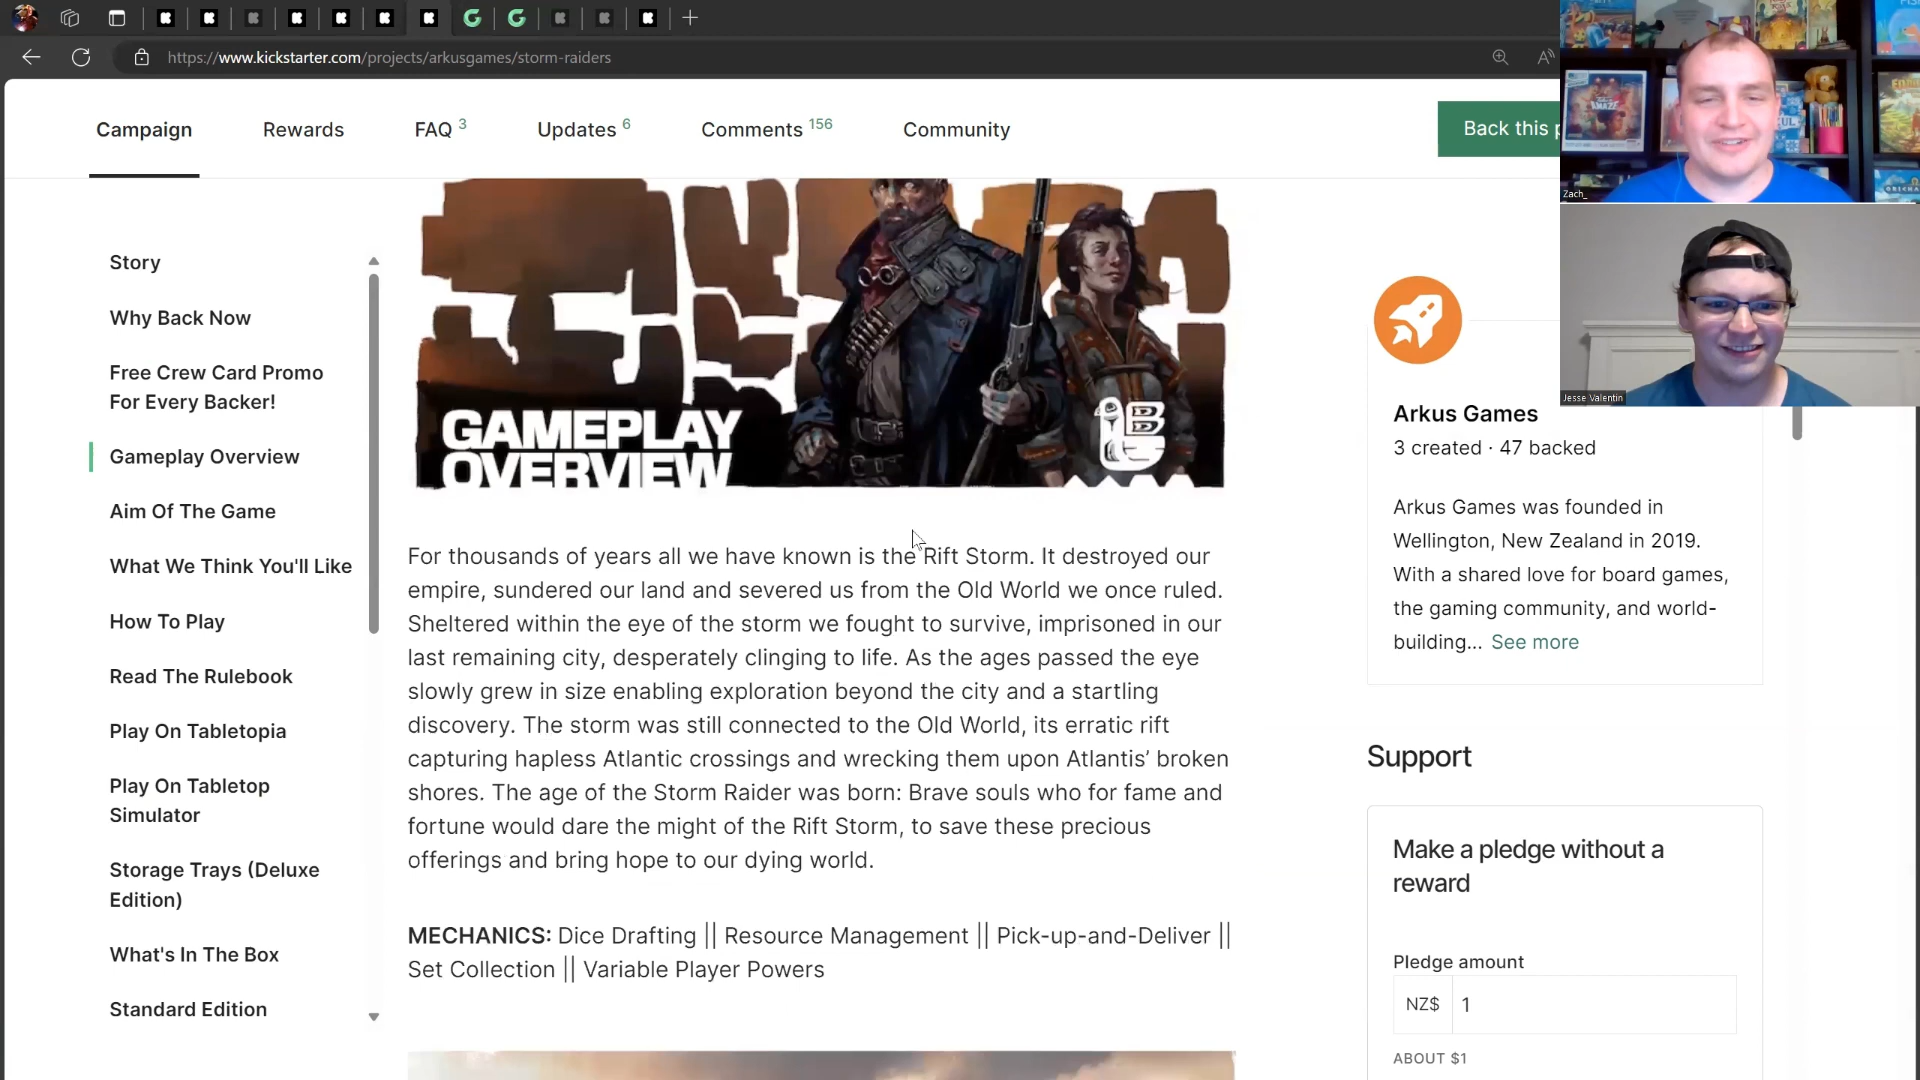 https://www.kickstarter.com/projects/arkusgames/storm-raiders
Campaign
Rewards
FAQ 3
Updates 6
Comments 156
Community
Back this p
Zach_
Jesse Valentin
Story
Why Back Now
Free Crew Card Promo
For Every Backer!
Gameplay Overview
Aim Of The Game
What We Think You'll Like
How To Play
Read The Rulebook
Play On Tabletopia
Play On Tabletop
Simulator
Storage Trays (Deluxe
Edition)
What's In The Box
Standard Edition
GAMEPLAY
OVERVIEW
For thousands of years all we have known is the Rift Storm. It destroyed our
empire, sundered our land and severed us from the Old World we once ruled.
Sheltered within the eye of the storm we fought to survive, imprisoned in our
last remaining city, desperately clinging to life. As the ages passed the eye
slowly grew in size enabling exploration beyond the city and a startling
discovery. The storm was still connected to the Old World, its erratic rift
capturing hapless Atlantic crossings and wrecking them upon Atlantis’ broken
shores. The age of the Storm Raider was born: Brave souls who for fame and
fortune would dare the might of the Rift Storm, to save these precious
offerings and bring hope to our dying world.
MECHANICS: Dice Drafting || Resource Management || Pick-up-and-Deliver ||
Set Collection || Variable Player Powers
Arkus Games
3 created · 47 backed
Arkus Games was founded in
Wellington, New Zealand in 2019.
With a shared love for board games,
the gaming community, and world-
building... See more
Support
Make a pledge without a
reward
Pledge amount
NZ$ 1
ABOUT $1